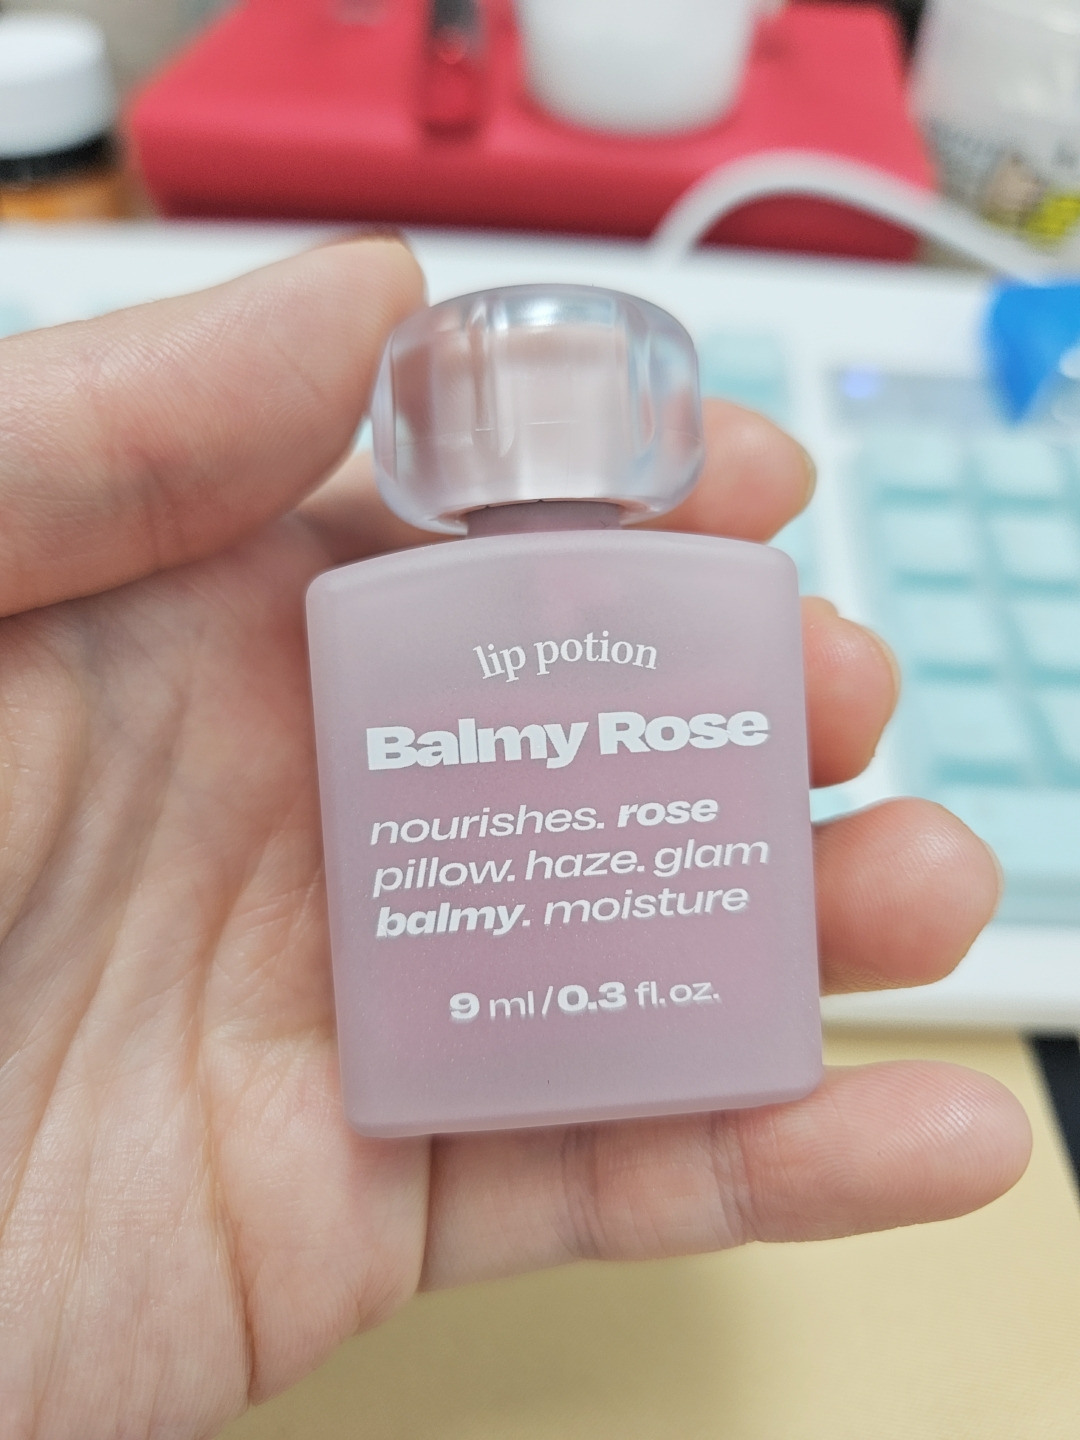 lip potion
Balmy Rose
nourishes. rose
pillow. haze. glam
balmy. moisture
9 ml/0.3 fl.oz.